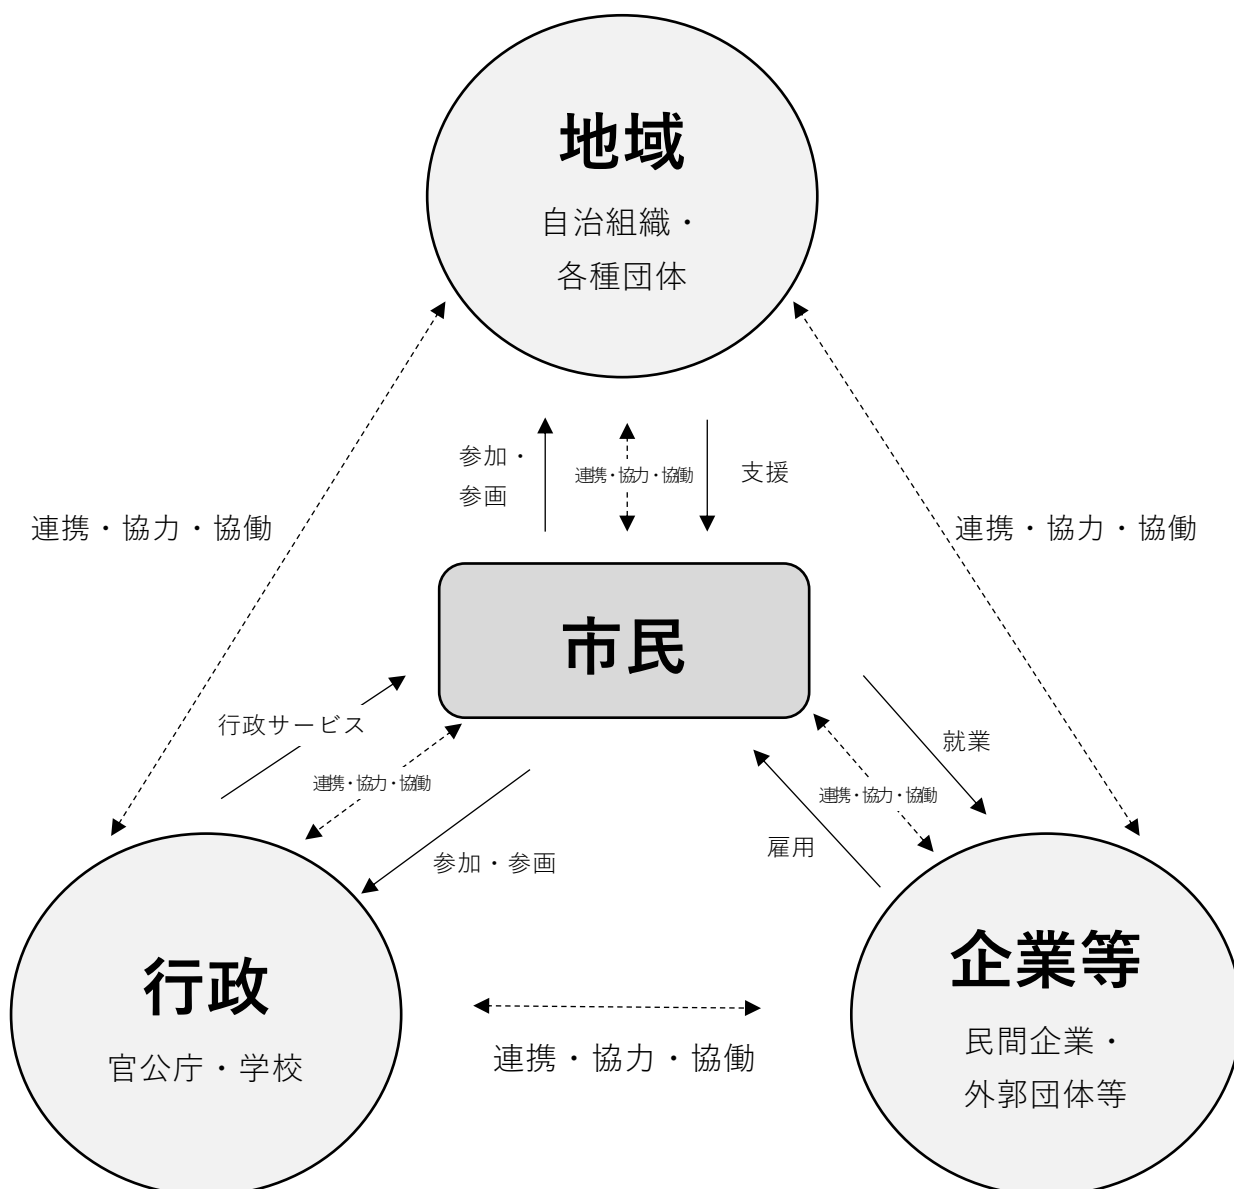 地域
自治組織・
各種団体
参加・
参画
連携・協力・協働
支援
連携・協力・協働
連携・協力・協働
市民
行政サービス
連携・協力・協働
参加・参画
就業
連携・協力・協働
雇用
行政
官公庁・学校
連携・協力・協働
企業等
民間企業・
外郭団体等